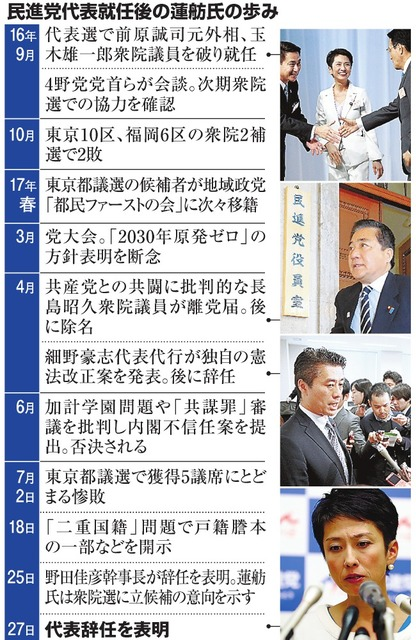 民進党代表就任後の蓮舫氏の歩み
16年
9月
代表選で前原誠司元外相、玉
木雄一郎衆院議員を破り就任
4野党党首らが会談。次期衆院
選での協力を確認
10月
東京10区、福岡6区の衆院2補
選で2敗
17年
春
東京都議選の候補者が地域政党
「都民ファーストの会」に次々移籍
3月
党大会。「2030年原発ゼロ」の
方針表明を断念
4月
共産党との共闘に批判的な長
島昭久衆院議員が離党届。後
に除名
細野豪志代表代行が独自の憲
法改正案を発表。後に辞任
6月
加計学園問題や「共謀罪」審
議を批判し内閣不信任案を提
出。否決される
7月
2日
東京都議選で獲得5議席にとど
まる惨敗
18日
「二重国籍」問題で戸籍謄本
の一部などを開示
25日
野田佳彦幹事長が辞任を表明。蓮舫
氏は衆院選に立候補の意向を示す
27日
代表辞任を表明
民進党役員室